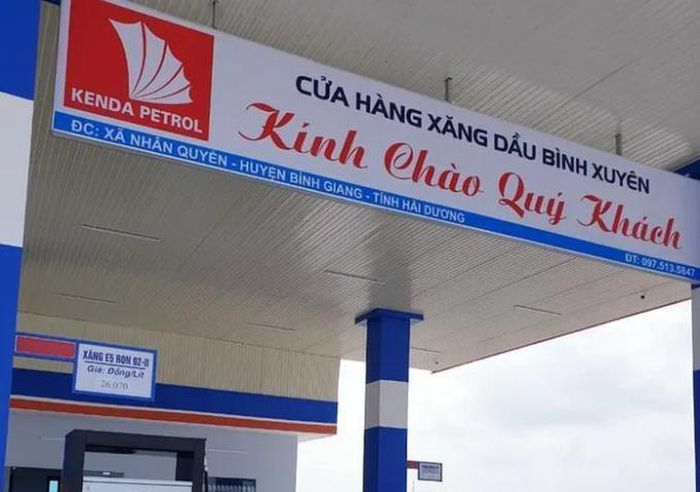 KENDA PETROL
CỬA HÀNG XĂNG DẦU BÌNH XUYÊN
Kính Chào Quý Khách
ĐC: XÃ NHÂN QUYỀN - HUYỆN BÌNH GIANG - TỈNH HẢI DƯƠNG
ĐT: 097.513.5847
XĂNG E5 RON 92-II
Giá: Đồng/Lít
26.070